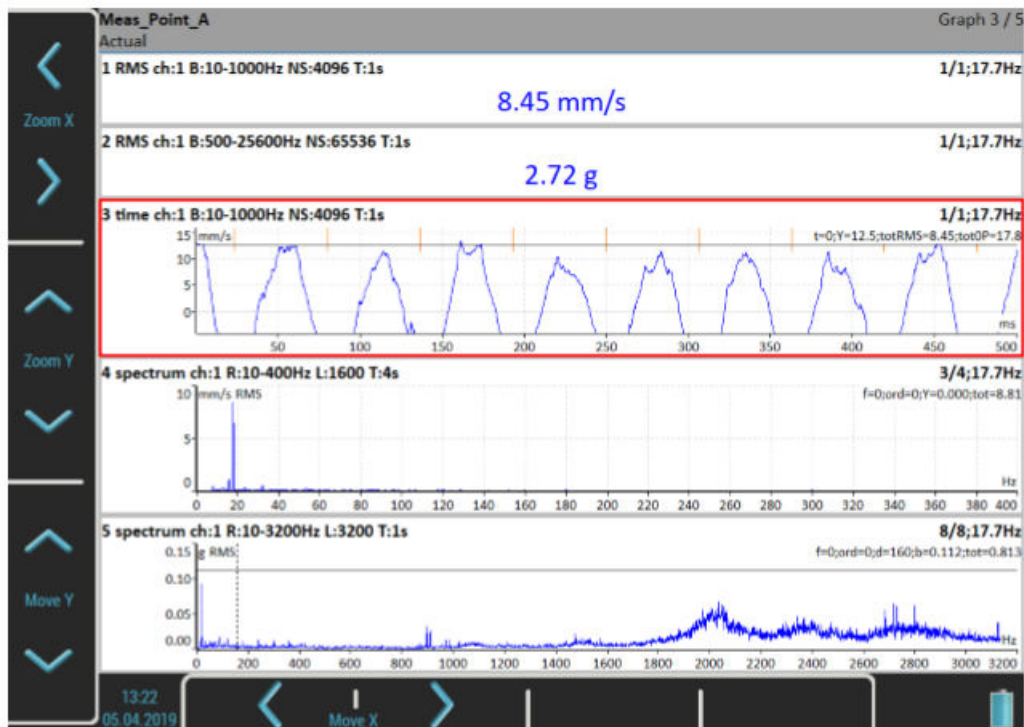 Meas_Point_A
Graph 3 / 5
Actual
Zoom X
Zoom Y
Move Y
1 RMS ch:1 B:10-1000Hz NS:4096 T:1s
1/1;17.7Hz
8.45 mm/s
2 RMS ch:1 B:500-25600Hz NS:65536 T:1s
1/1;17.7Hz
2.72 g
3 time ch:1 B:10-1000Hz NS:4096 T:1s
1/1;17.7Hz
15 mm/s
t=0;Y=12.5;totRMS=8.45;tot0P=17.8
10
5
0
ms
50 100 150 200 250 300 350 400 450 500
4 spectrum ch:1 R:10-400Hz L:1600 T:4s
3/4;17.7Hz
10 mm/s RMS
f=0;ord=0;Y=0.000;tot=8.81
5
0
Hz
0 20 40 60 80 100 120 140 160 180 200 220 240 260 280 300 320 340 360 380 400
5 spectrum ch:1 R:10-3200Hz L:3200 T:1s
8/8;17.7Hz
0.15 g RMS
f=0;ord=0;d=160;b=0.112;tot=0.813
0.10
0.05
0.00
Hz
0 200 400 600 800 1000 1200 1400 1600 1800 2000 2200 2400 2600 2800 3000 3200
13:22
05.04.2019
Move X